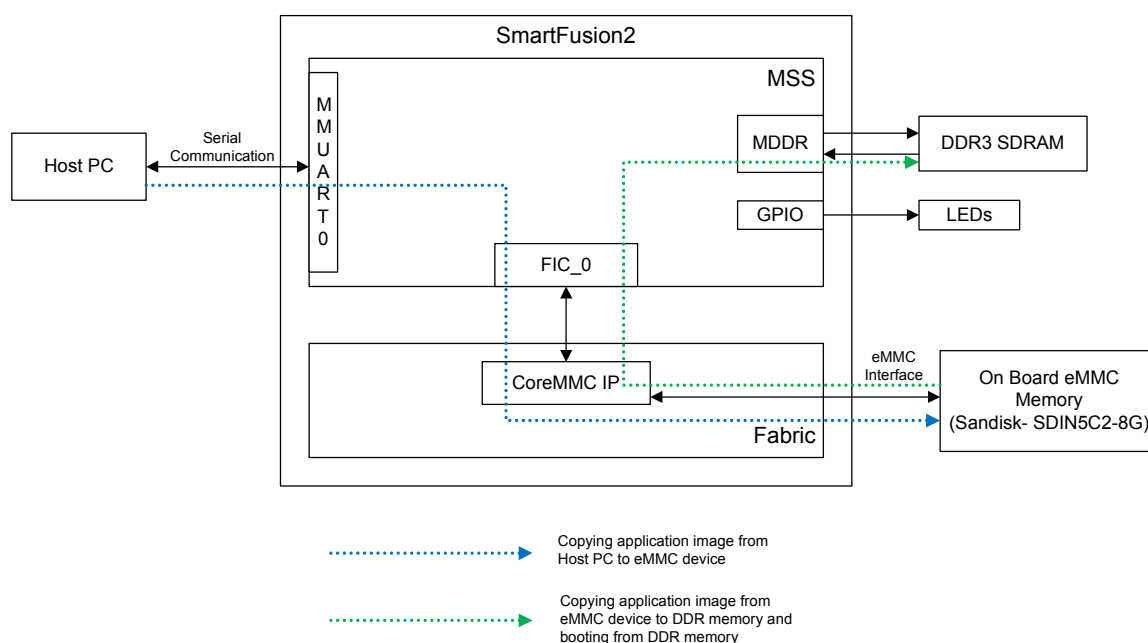 SmartFusion2
MSS
M
M
U
A
R
T
0
Serial
Communication
Host PC
MDDR
DDR3 SDRAM
GPIO
LEDs
FIC_0
CoreMMC IP
Fabric
eMMC
Interface
On Board eMMC
Memory
(Sandisk- SDIN5C2-8G)
Copying application image from
Host PC to eMMC device
Copying application image from
eMMC device to DDR memory and
booting from DDR memory